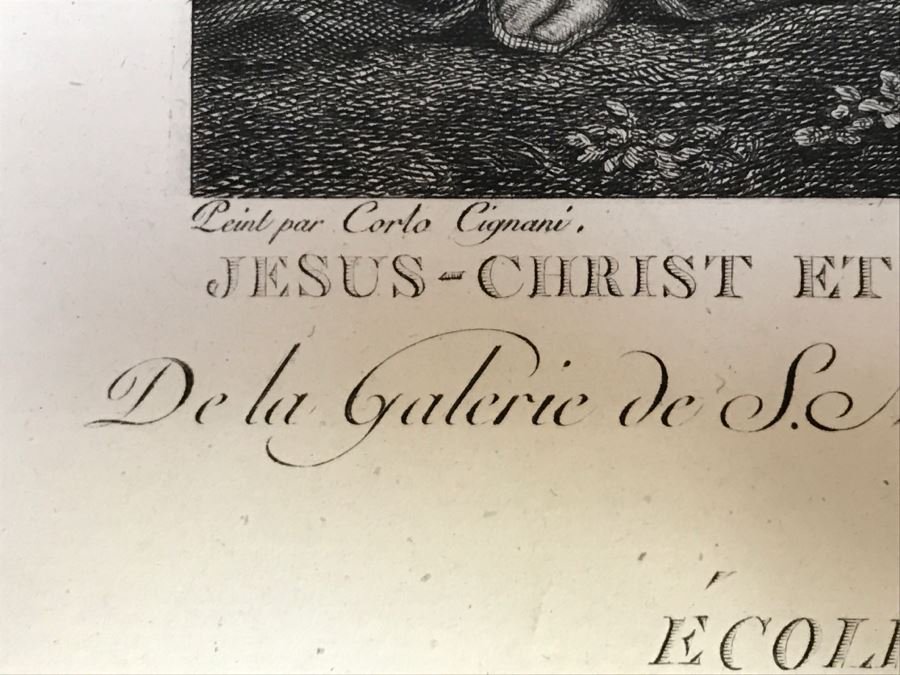 Peint par Corlo Cignani.
JESUS-CHRIST ET
De la Galerie de S.
ÉCOL